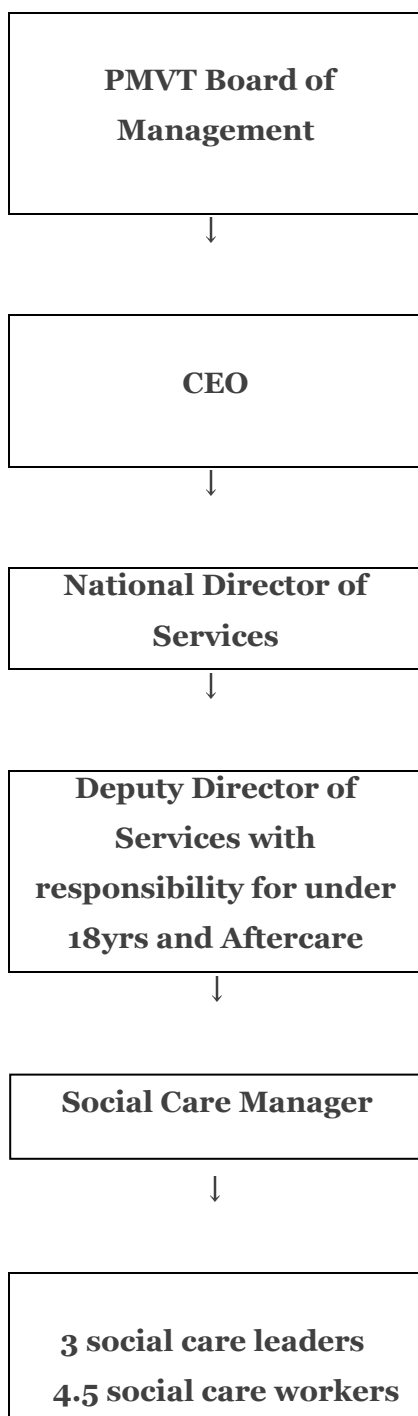 PMVT Board of
Management
↓
CEO
↓
National Director of
Services
↓
Deputy Director of
Services with
responsibility for under
18yrs and Aftercare
↓
Social Care Manager
↓
3 social care leaders
4.5 social care workers